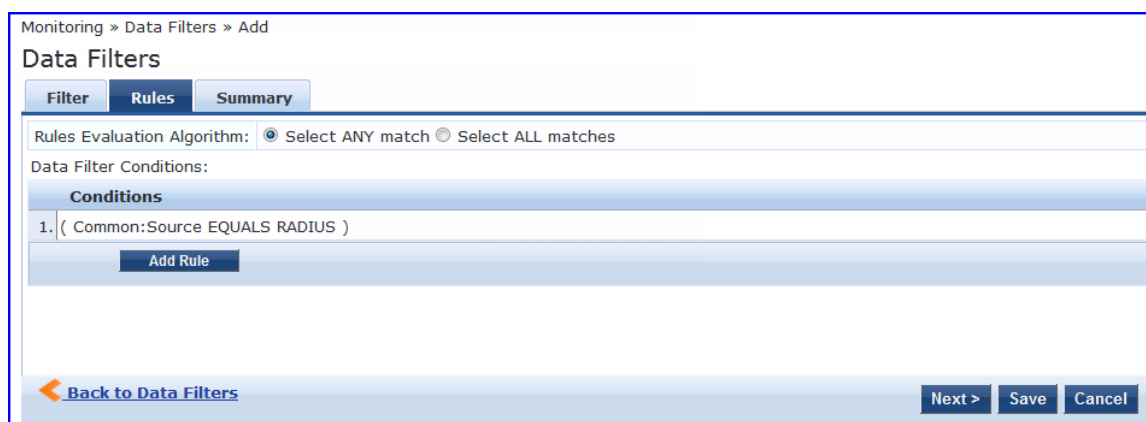 Monitoring » Data Filters » Add
Data Filters
Filter Rules Summary
Rules Evaluation Algorithm: Select ANY match Select ALL matches
Data Filter Conditions:
Conditions
1. ( Common:Source EQUALS RADIUS )
Add Rule
Back to Data Filters Next > Save Cancel